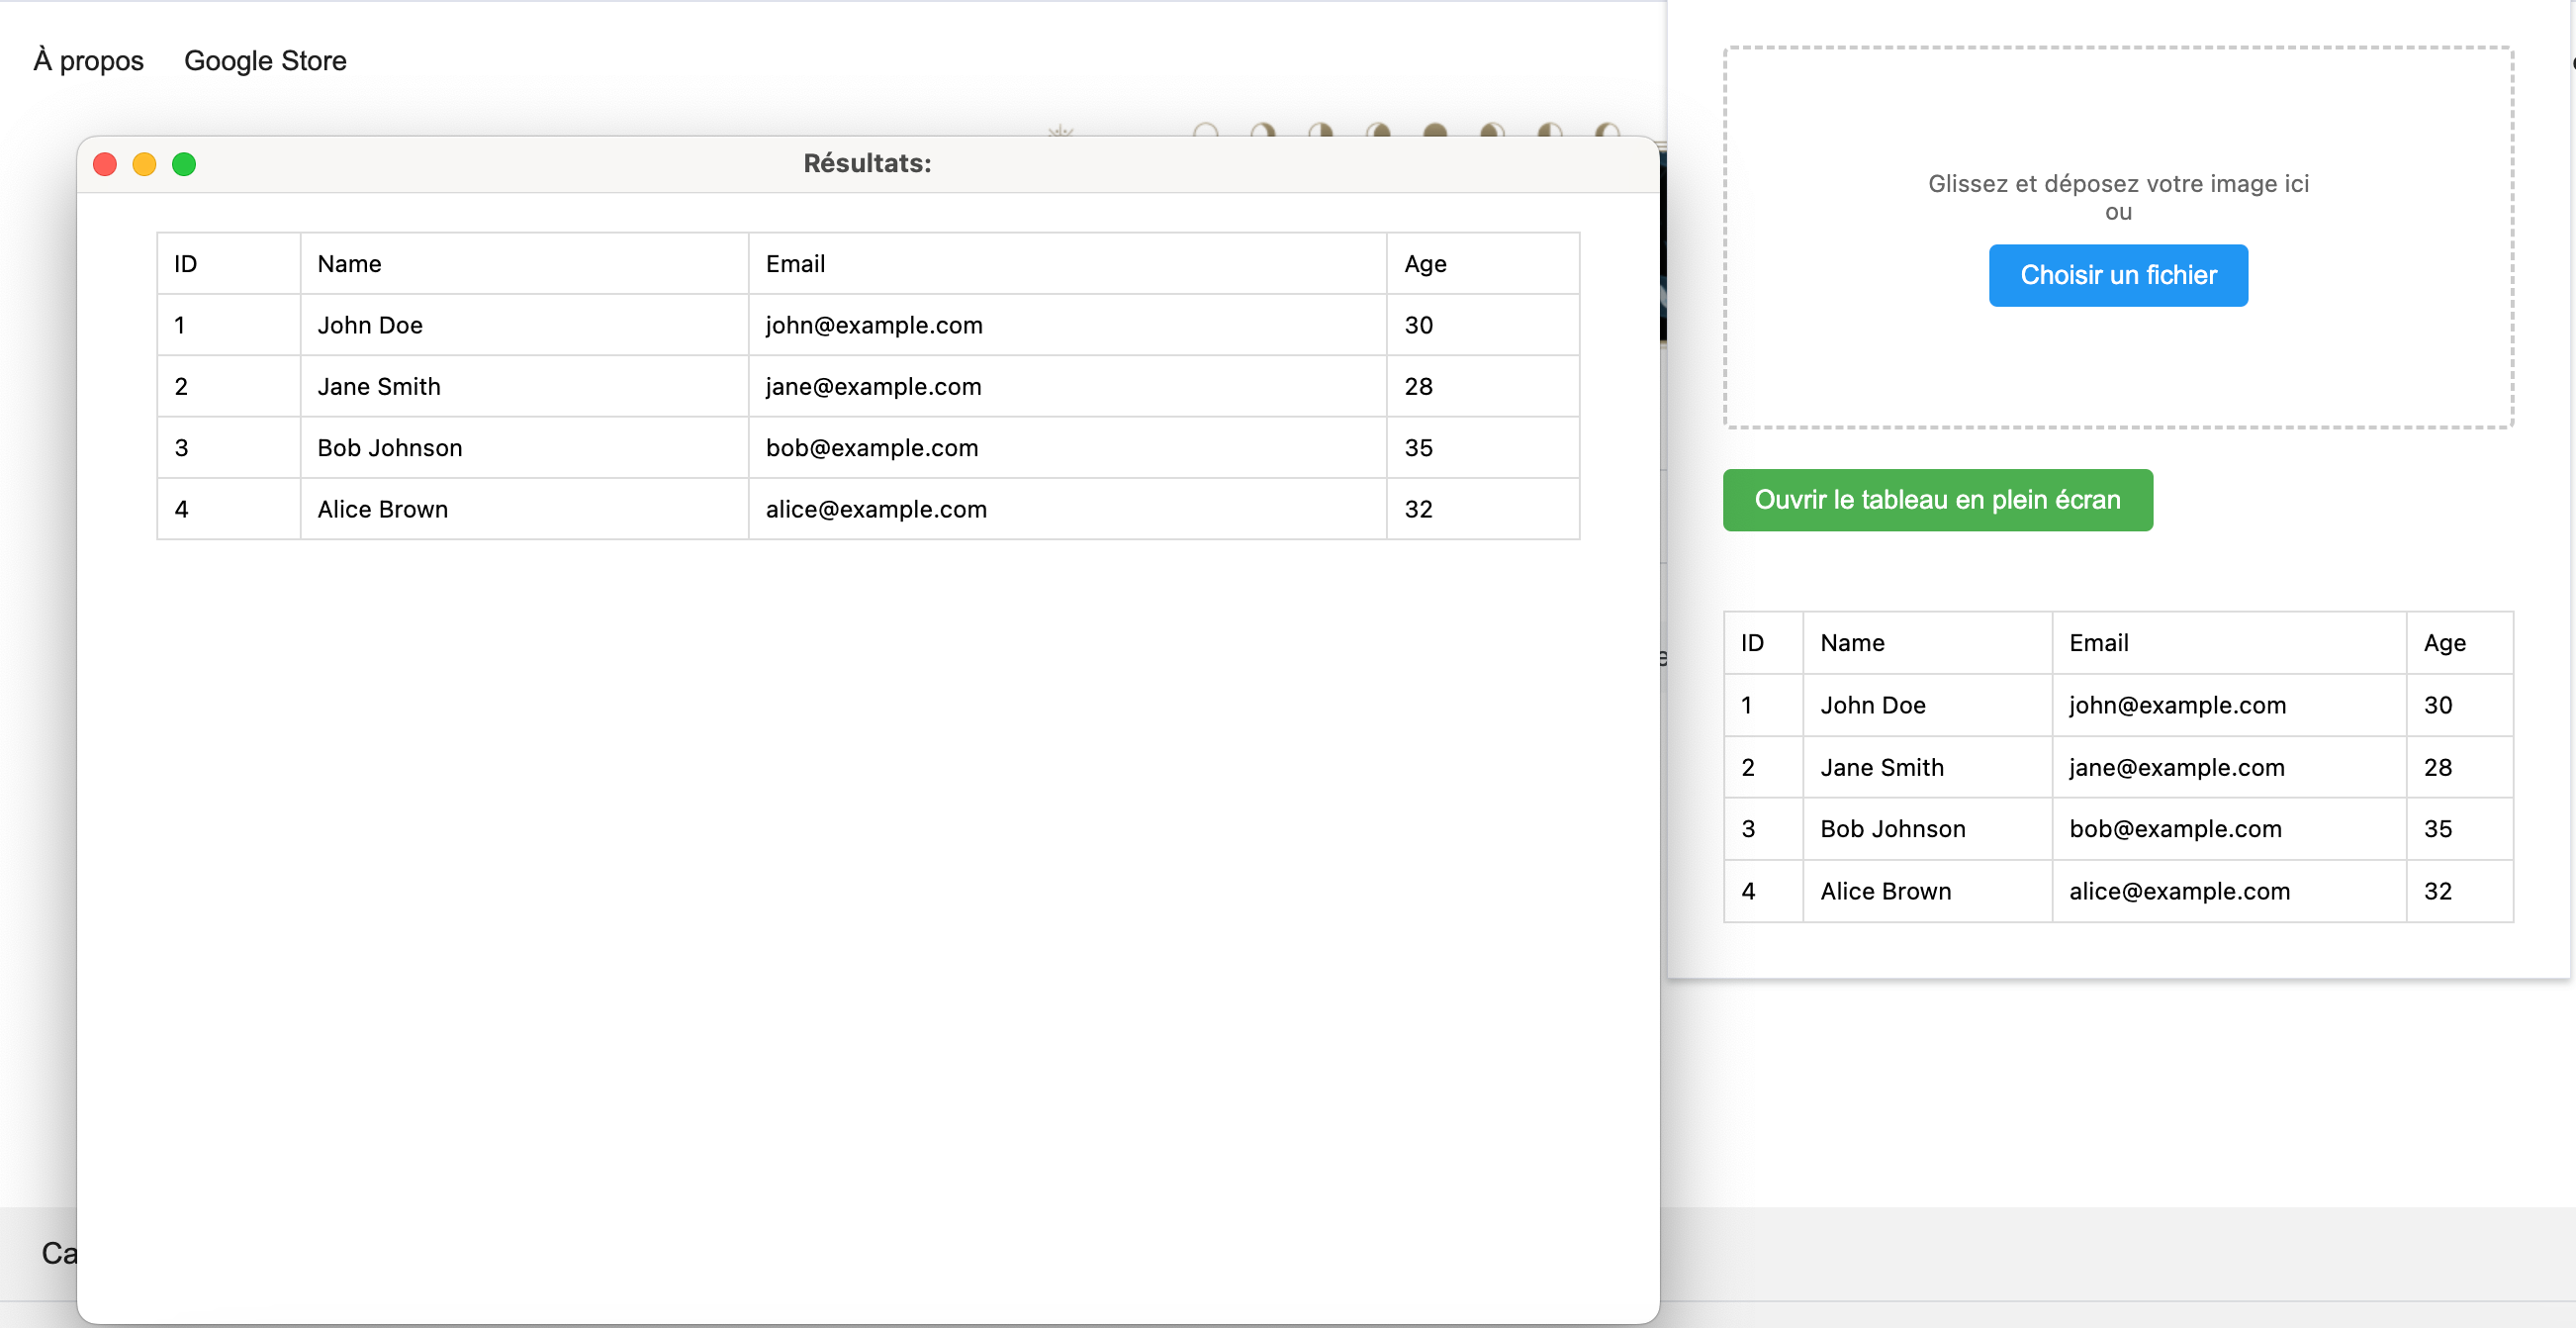 À propos Google Store
Résultats:
ID Name Email Age
1 John Doe john@example.com 30
2 Jane Smith jane@example.com 28
3 Bob Johnson bob@example.com 35
4 Alice Brown alice@example.com 32
Ca
Glissez et déposez votre image ici
ou
Choisir un fichier
Ouvrir le tableau en plein écran
ID Name Email Age
1 John Doe john@example.com 30
2 Jane Smith jane@example.com 28
3 Bob Johnson bob@example.com 35
4 Alice Brown alice@example.com 32